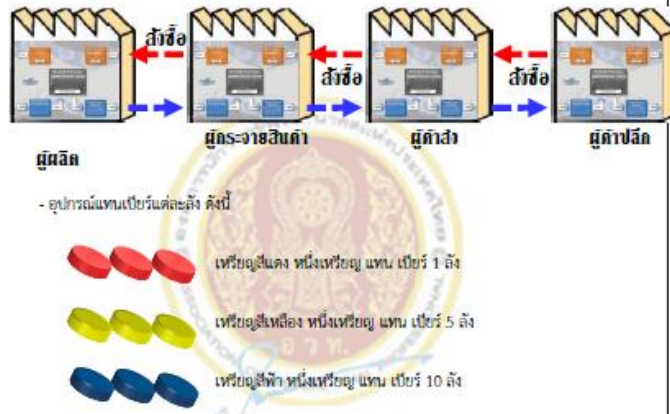 สั่งซื้อ
สั่งซื้อ
สั่งซื้อ
ผู้ผลิต
ผู้กระจายสินค้า
ผู้ค้าส่ง
ผู้ค้าปลีก
- อุปกรณ์แทนเบียร์แต่ละลัง ดังนี้
เหรียญสีแดง หนึ่งเหรียญ แทน เบียร์ 1 ลัง
เหรียญสีเหลือง หนึ่งเหรียญ แทน เบียร์ 5 ลัง
เหรียญสีฟ้า หนึ่งเหรียญ แทน เบียร์ 10 ลัง
อ ว ท.